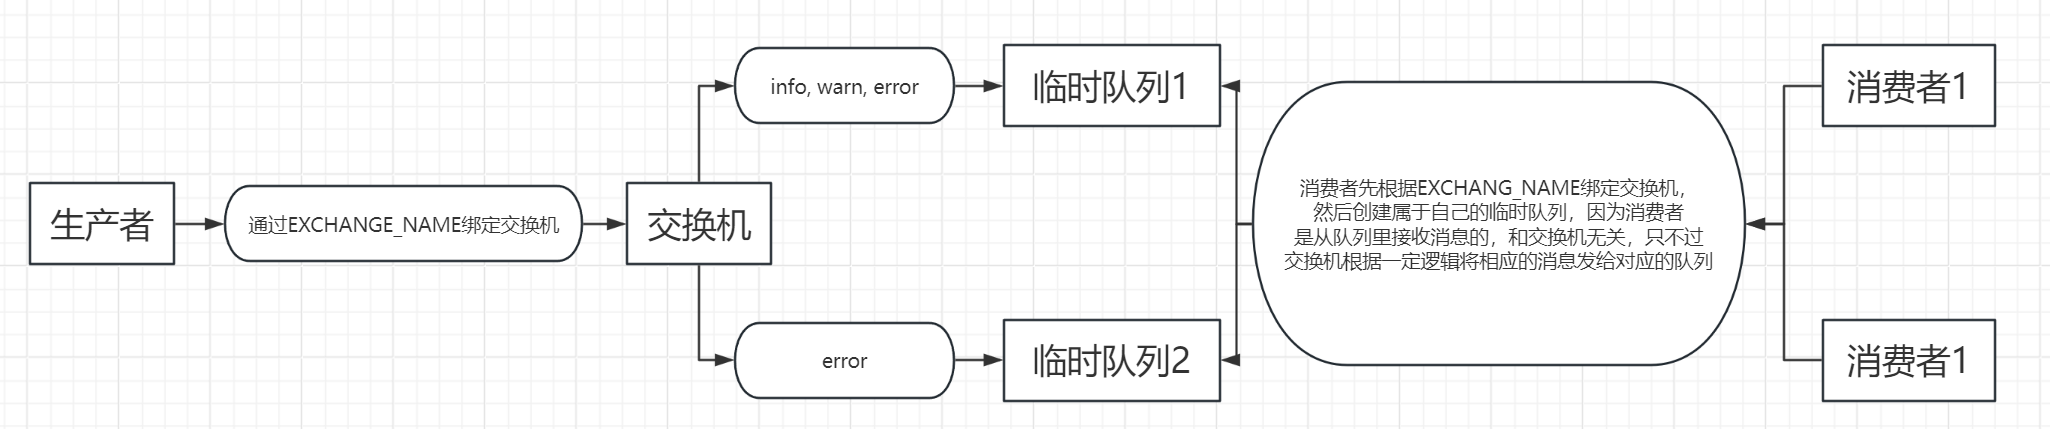 生产者
通过EXCHANGE_NAME绑定交换机
交换机
info, warn, error
临时队列1
error
临时队列2
消费者先根据EXCHANG_NAME绑定交换机，
然后创建属于自己的临时队列，因为消费者
是从队列里接收消息的，和交换机无关，只不过
交换机根据一定逻辑将相应的消息发给对应的队列
消费者1
消费者1